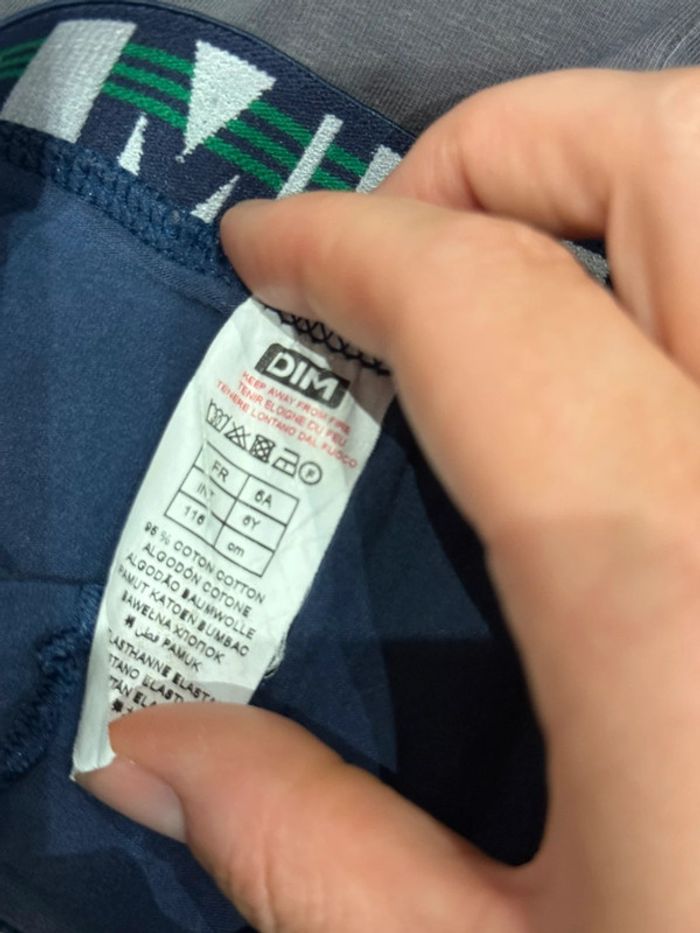 DIM
KEEP AWAY FROM FIRE
TENIR ELOIGNE DU FEU
TENERE LONTANO DAL FUOCO
FR 6A
INT 6Y
116 cm
95 % COTON COTTON
ALGODÓN COTONE
ALGODÃO BAUMWOLLE
PAMUT KATOEN BUMBAC
BAWEŁNA ХЛОПОК
قطن PAMUK
ELASTHANNE